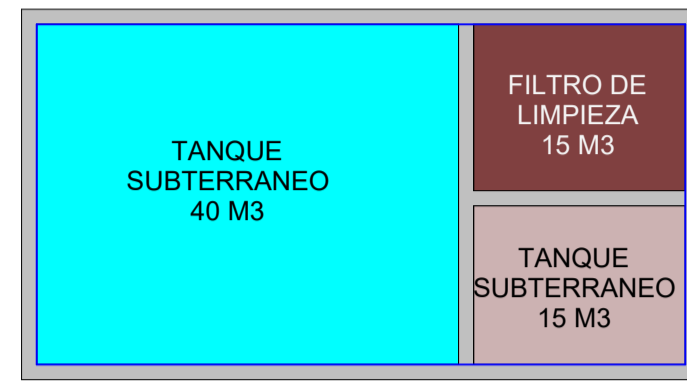 TANQUE
SUBTERRANEO
40 M3
FILTRO DE
LIMPIEZA
15 M3
TANQUE
SUBTERRANEO
15 M3